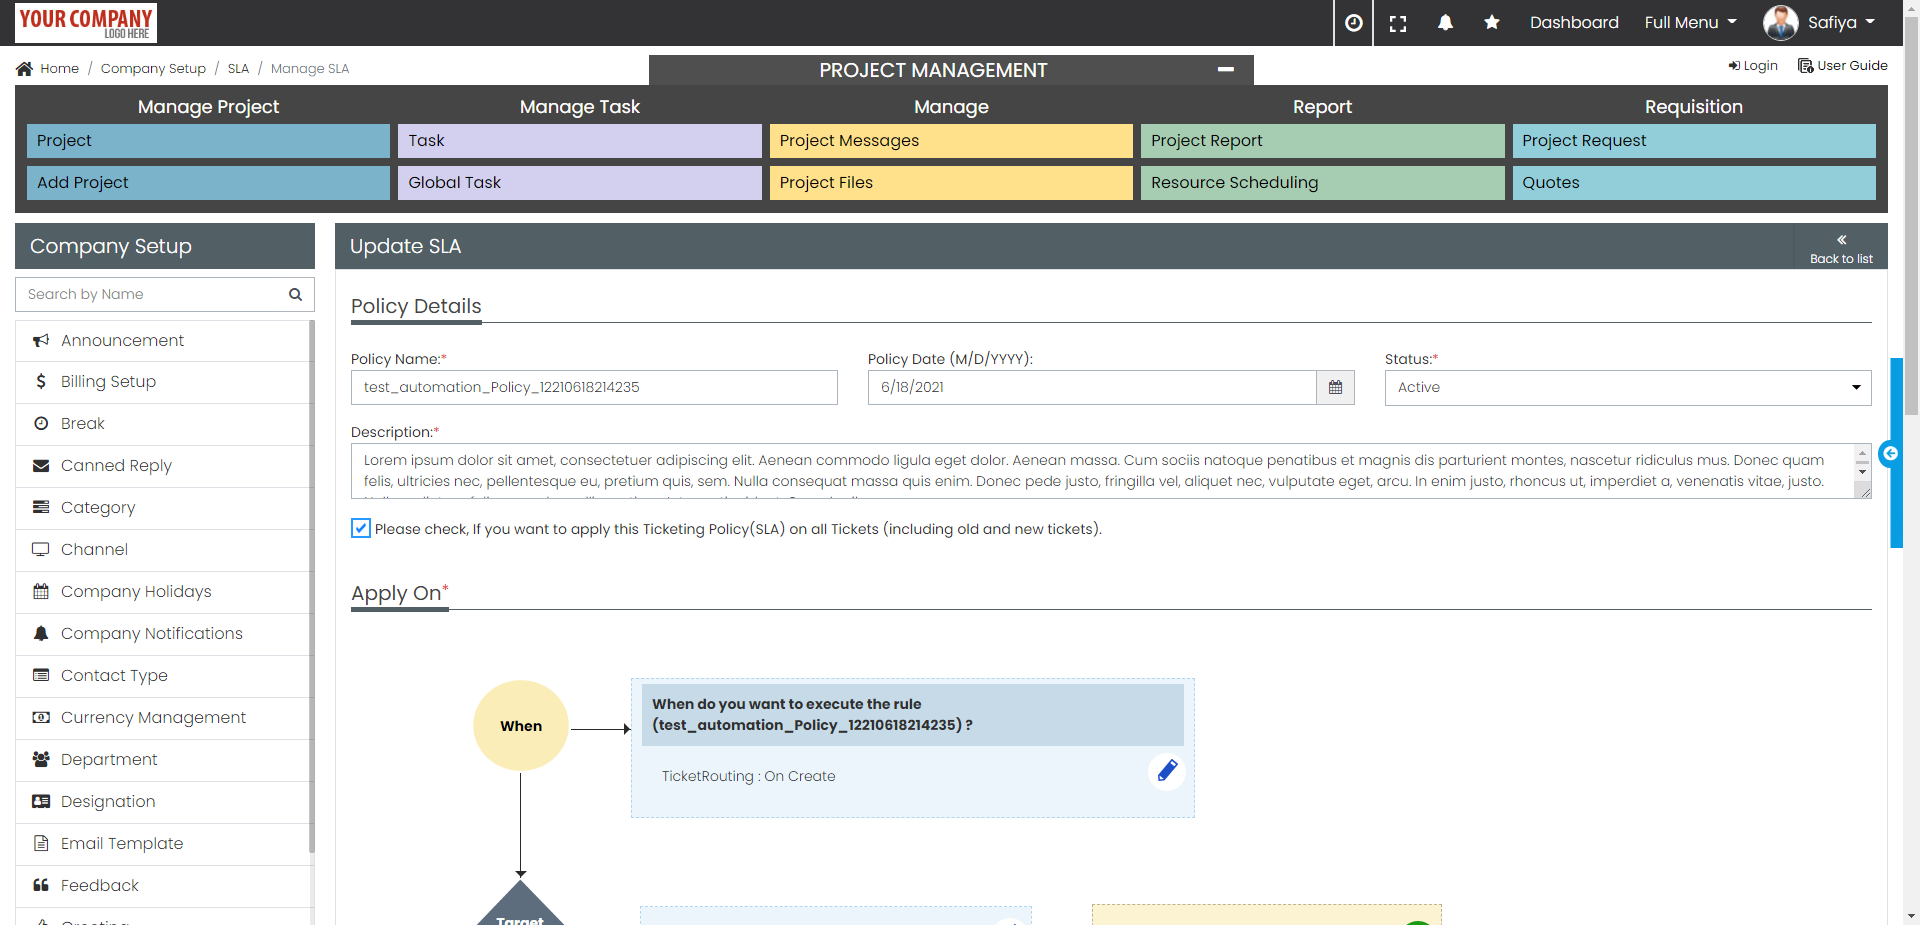 YOUR COMPANY
LOGO HERE
Dashboard
Full Menu
Safiya
Home / Company Setup / SLA / Manage SLA
PROJECT MANAGEMENT
Login
User Guide
Manage Project
Manage Task
Manage
Report
Requisition
Project
Task
Project Messages
Project Report
Project Request
Add Project
Global Task
Project Files
Resource Scheduling
Quotes
Company Setup
Search by Name
Announcement
Billing Setup
Break
Canned Reply
Category
Channel
Company Holidays
Company Notifications
Contact Type
Currency Management
Department
Designation
Email Template
Feedback
Update SLA
Back to list
Policy Details
Policy Name:*
Policy Date (M/D/YYYY):
Status:*
test_automation_Policy_12210618214235
6/18/2021
Active
Description:*
Lorem ipsum dolor sit amet, consectetuer adipiscing elit. Aenean commodo ligula eget dolor. Aenean massa. Cum sociis natoque penatibus et magnis dis parturient montes, nascetur ridiculus mus. Donec quam
felis, ultricies nec, pellentesque eu, pretium quis, sem. Nulla consequat massa quis enim. Donec pede justo, fringilla vel, aliquet nec, vulputate eget, arcu. In enim justo, rhoncus ut, imperdiet a, venenatis vitae, justo.
Please check, If you want to apply this Ticketing Policy(SLA) on all Tickets (including old and new tickets).
Apply On*
When
When do you want to execute the rule
(test_automation_Policy_12210618214235) ?
TicketRouting : On Create
Target